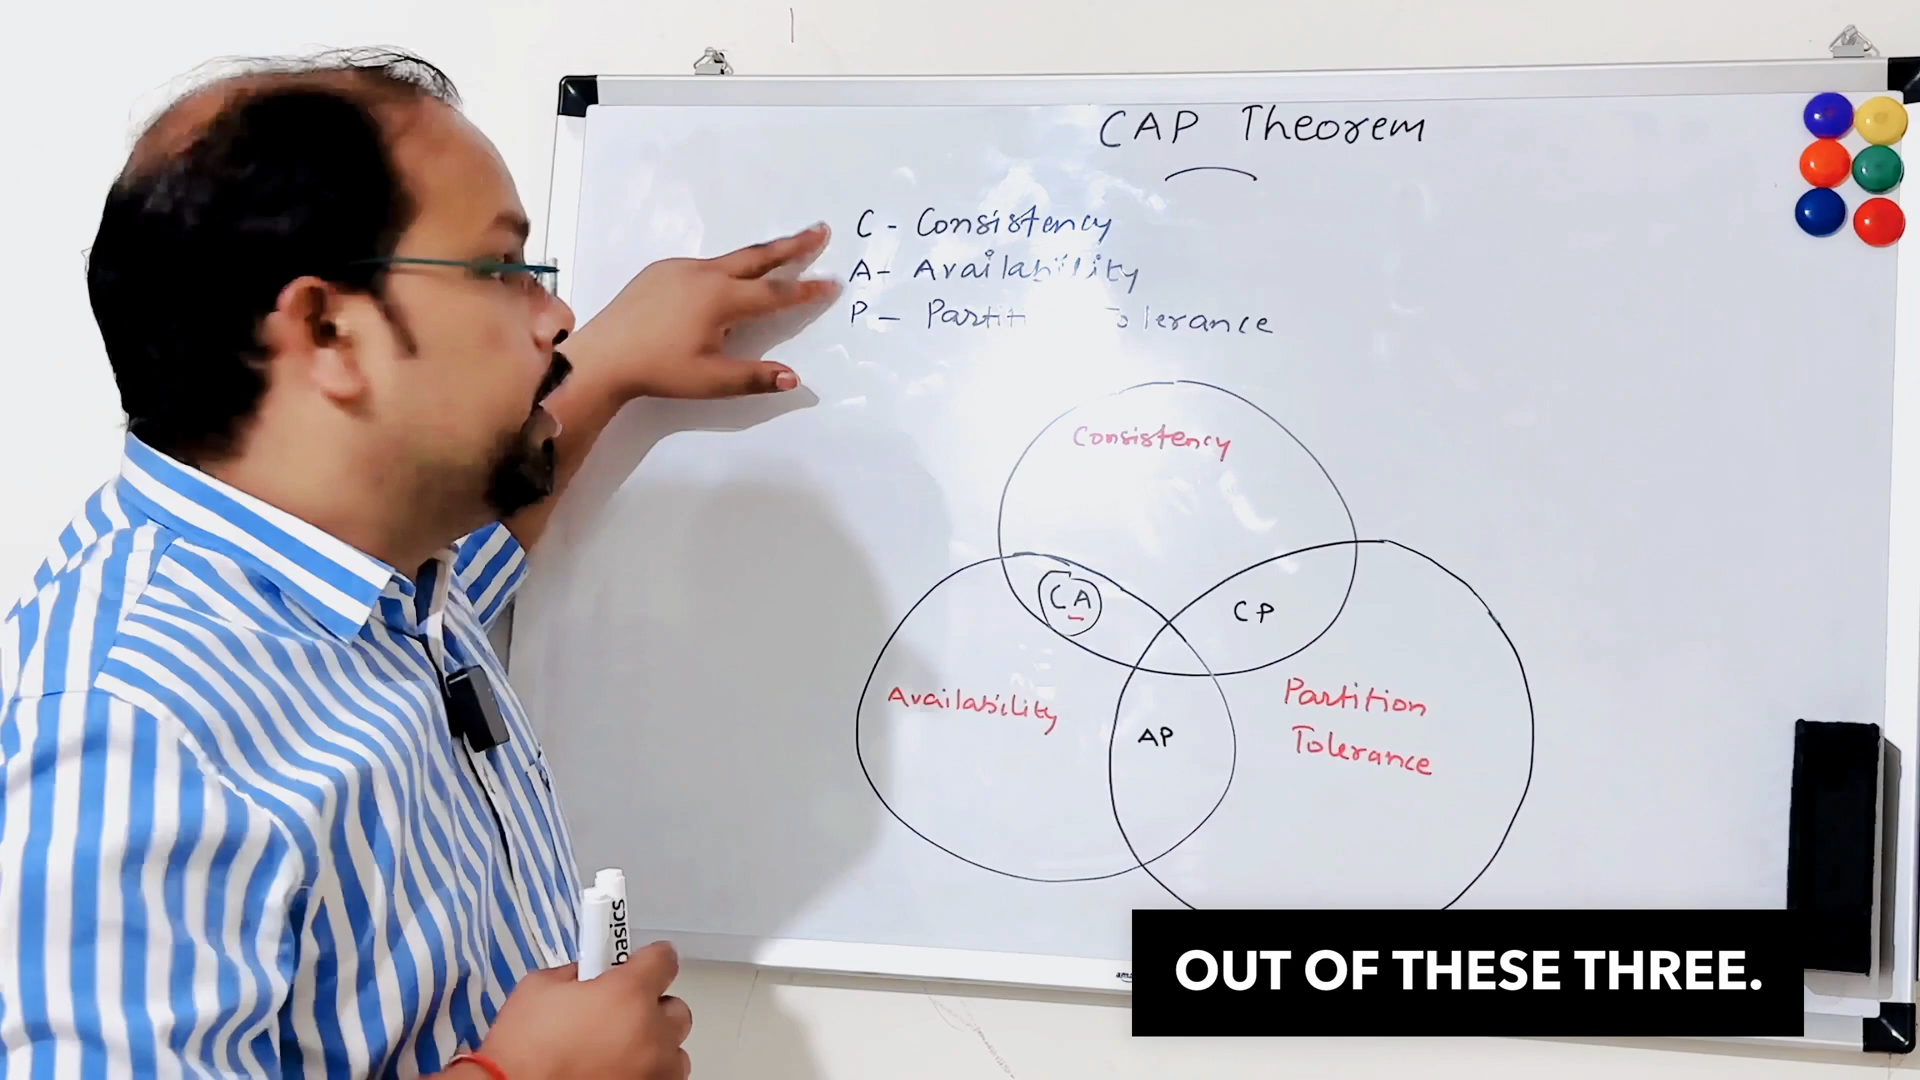 CAP Theorem
C - Consistency
A - Availability
P - Partition Tolerance
Consistency
CA
CP
Availability
Partition
Tolerance
AP
basics
OUT OF THESE THREE.